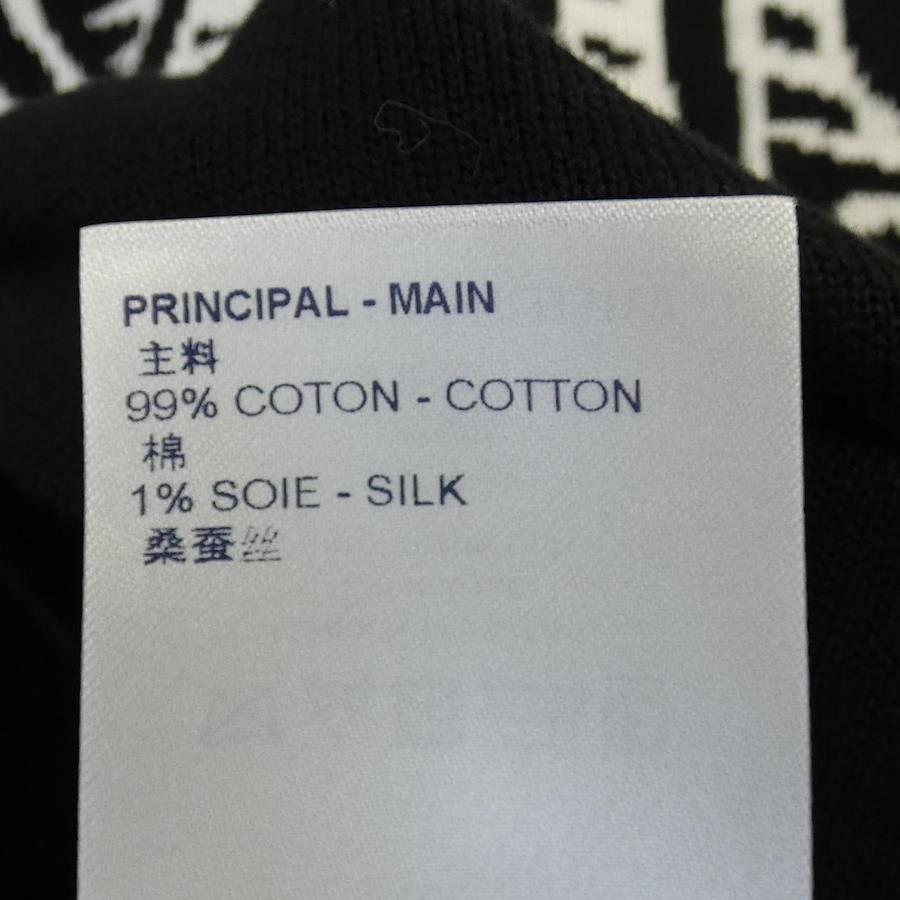 PRINCIPAL - MAIN
主料
99% COTON - COTTON
棉
1% SOIE - SILK
桑蚕丝